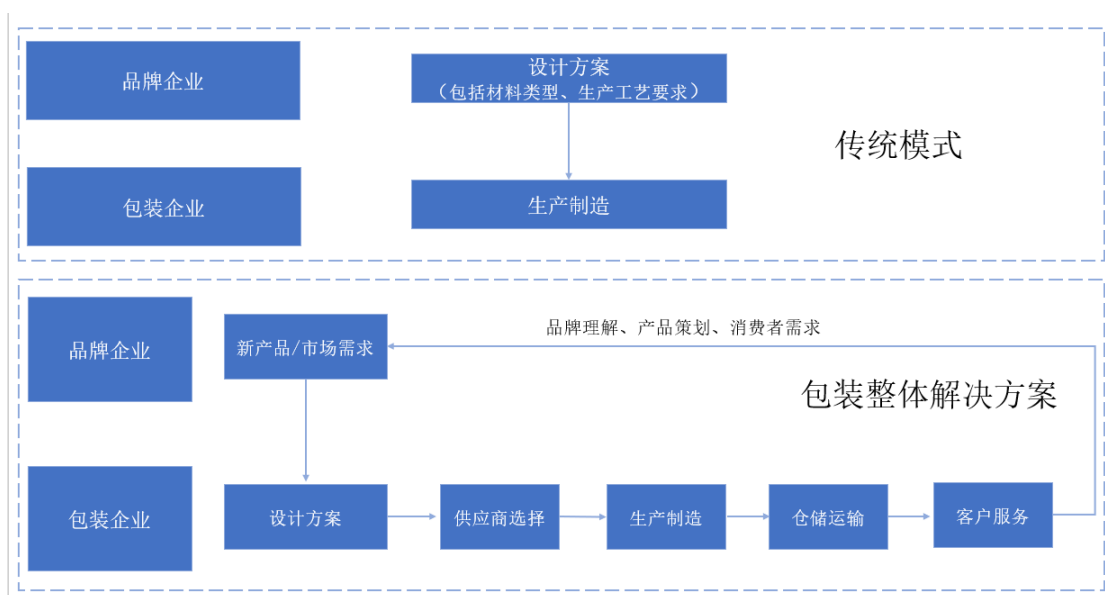 品牌企业
设计方案
（包括材料类型、生产工艺要求）
传统模式
包装企业
生产制造
品牌理解、产品策划、消费者需求
品牌企业
新产品/市场需求
包装整体解决方案
包装企业
设计方案
供应商选择
生产制造
仓储运输
客户服务